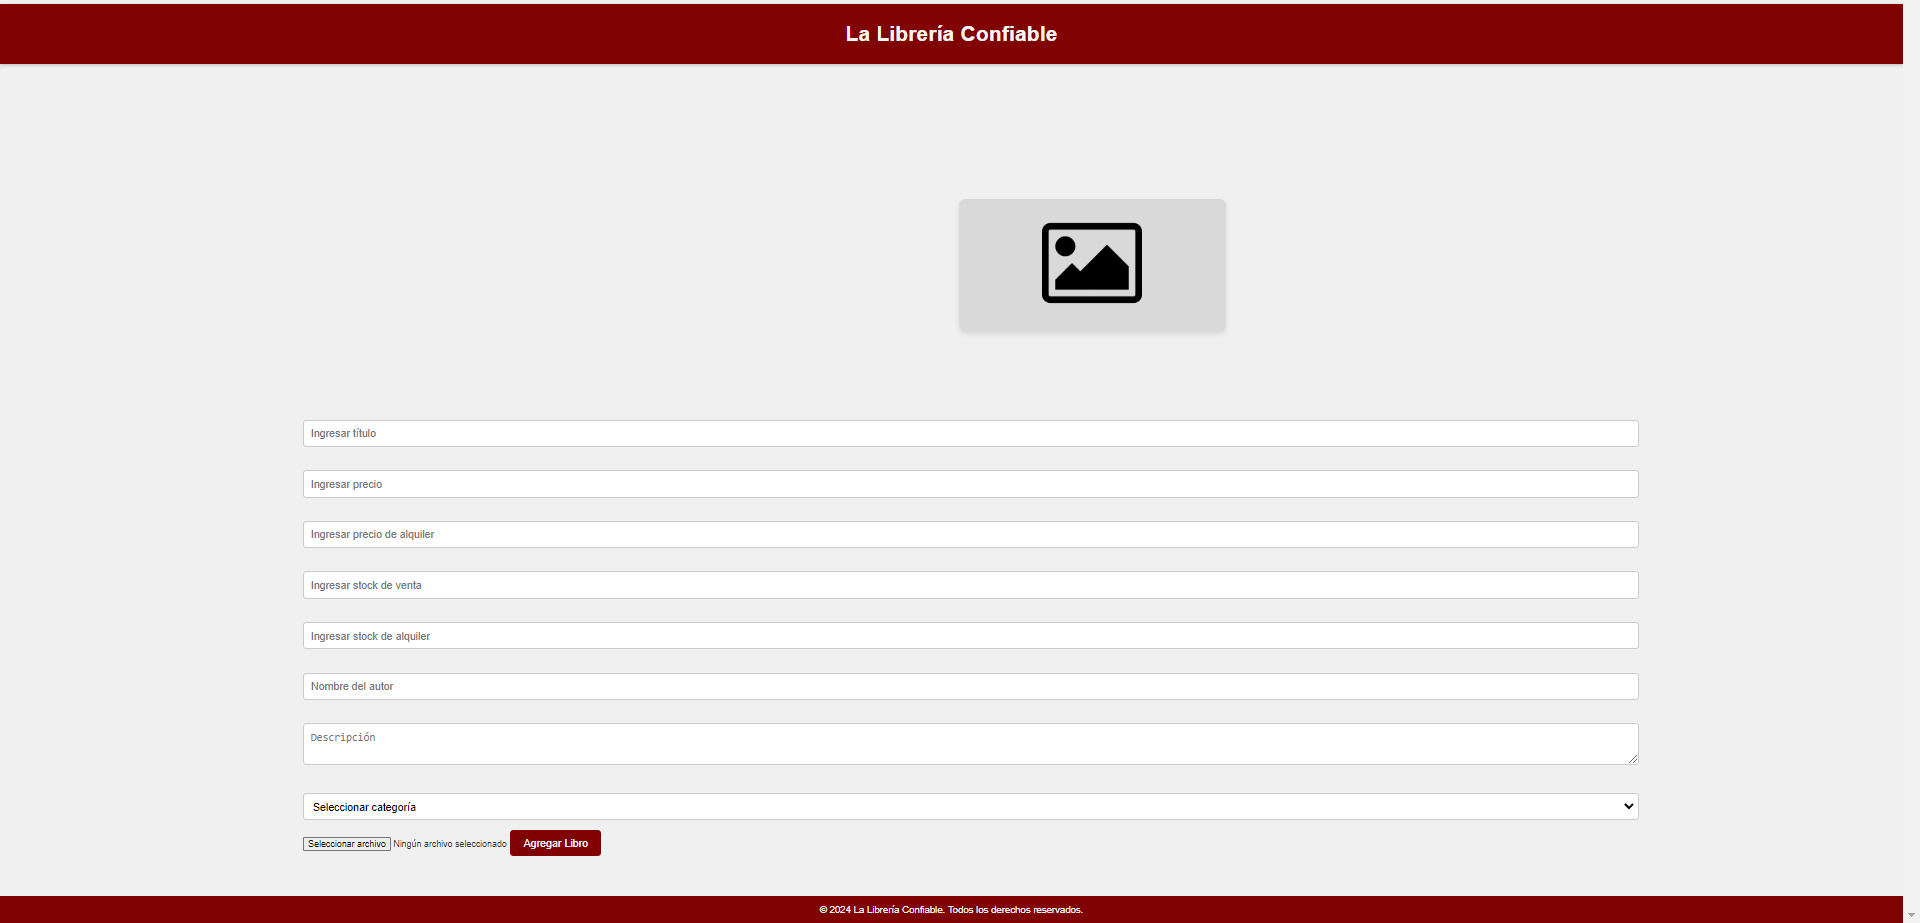 La Librería Confiable
Ingresar título
Ingresar precio
Ingresar precio de alquiler
Ingresar stock de venta
Ingresar stock de alquiler
Nombre del autor
Descripción
Seleccionar categoría
Seleccionar archivo Ningún archivo seleccionado Agregar Libro
© 2024 La Librería Confiable. Todos los derechos reservados.